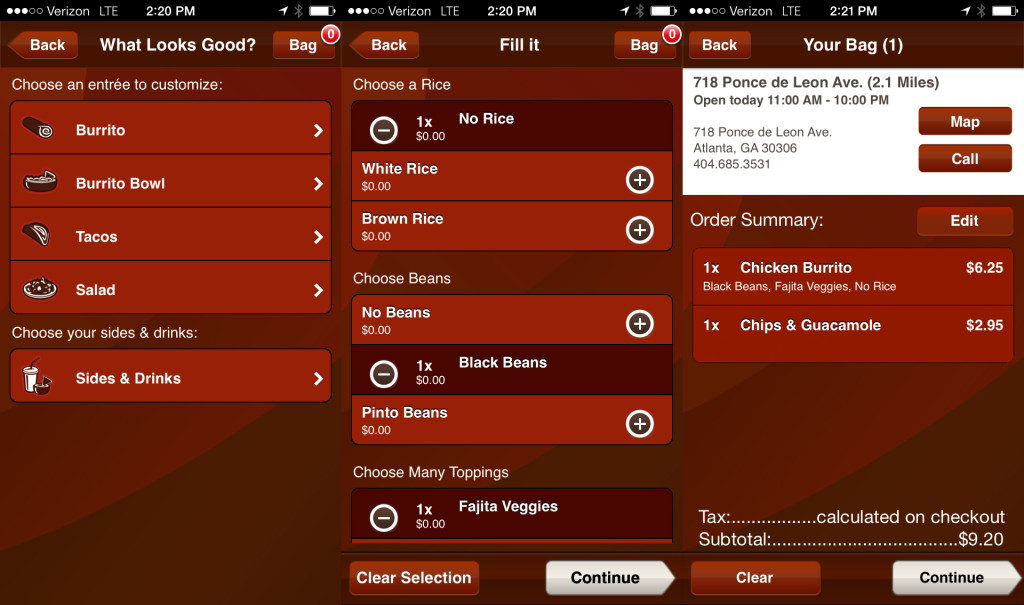 ●●●○○ Verizon LTE 2:20 PM
Back What Looks Good? Bag 0
Choose an entrée to customize:
Burrito
Burrito Bowl
Tacos
Salad
Choose your sides & drinks:
Sides & Drinks
●●●○○ Verizon LTE 2:20 PM
Back Fill it Bag 0
Choose a Rice
1x No Rice
$0.00
White Rice
$0.00
Brown Rice
$0.00
Choose Beans
No Beans
$0.00
1x Black Beans
$0.00
Pinto Beans
$0.00
Choose Many Toppings
1x Fajita Veggies
$0.00
Clear Selection Continue
●●●○○ Verizon LTE 2:21 PM
Back Your Bag (1)
718 Ponce de Leon Ave. (2.1 Miles)
Open today 11:00 AM - 10:00 PM
718 Ponce de Leon Ave.
Atlanta, GA 30306
404.685.3531
Map
Call
Order Summary: Edit
1x Chicken Burrito $6.25
Black Beans, Fajita Veggies, No Rice
1x Chips & Guacamole $2.95
Tax:.................calculated on checkout
Subtotal:.....................................$9.20
Clear Continue